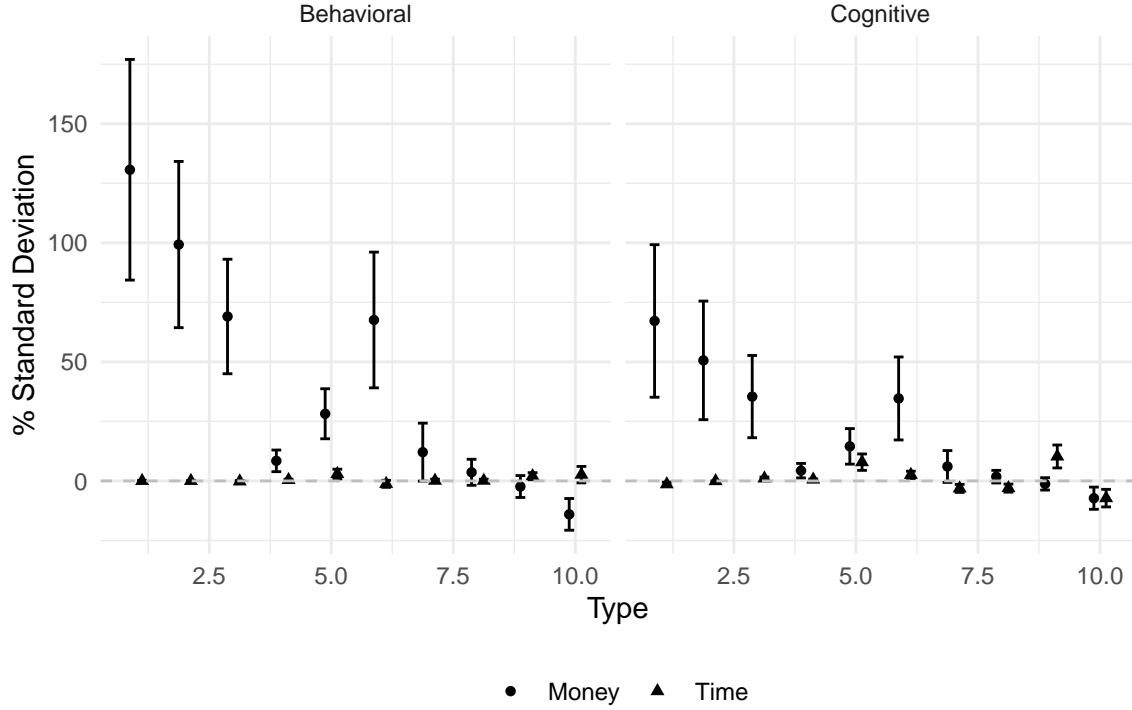 Behavioral Cognitive
150
100
50
0
% Standard Deviation
2.5 5.0 7.5 10.0 2.5 5.0 7.5 10.0
Type
Money Time